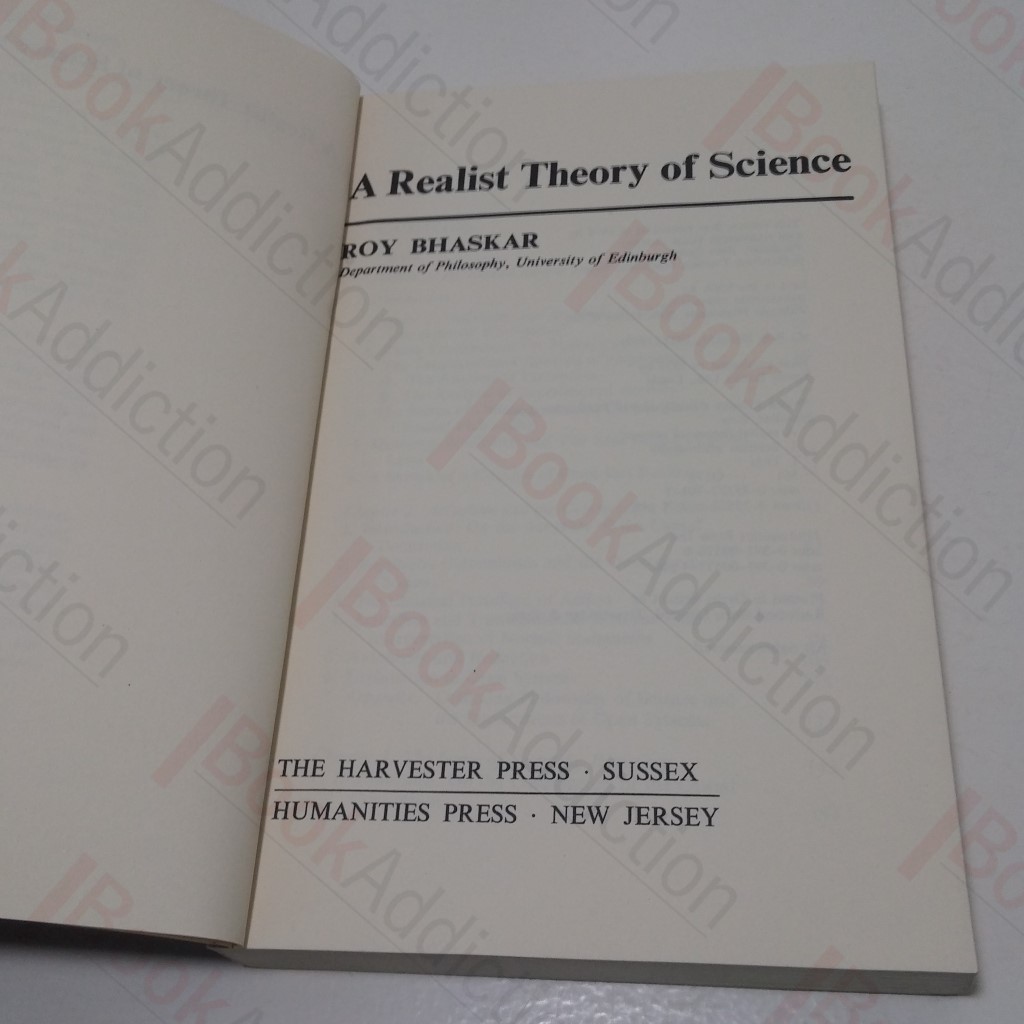 A Realist Theory of Science
ROY BHASKAR
Department of Philosophy, University of Edinburgh
THE HARVESTER PRESS · SUSSEX
HUMANITIES PRESS · NEW JERSEY
BookAddiction